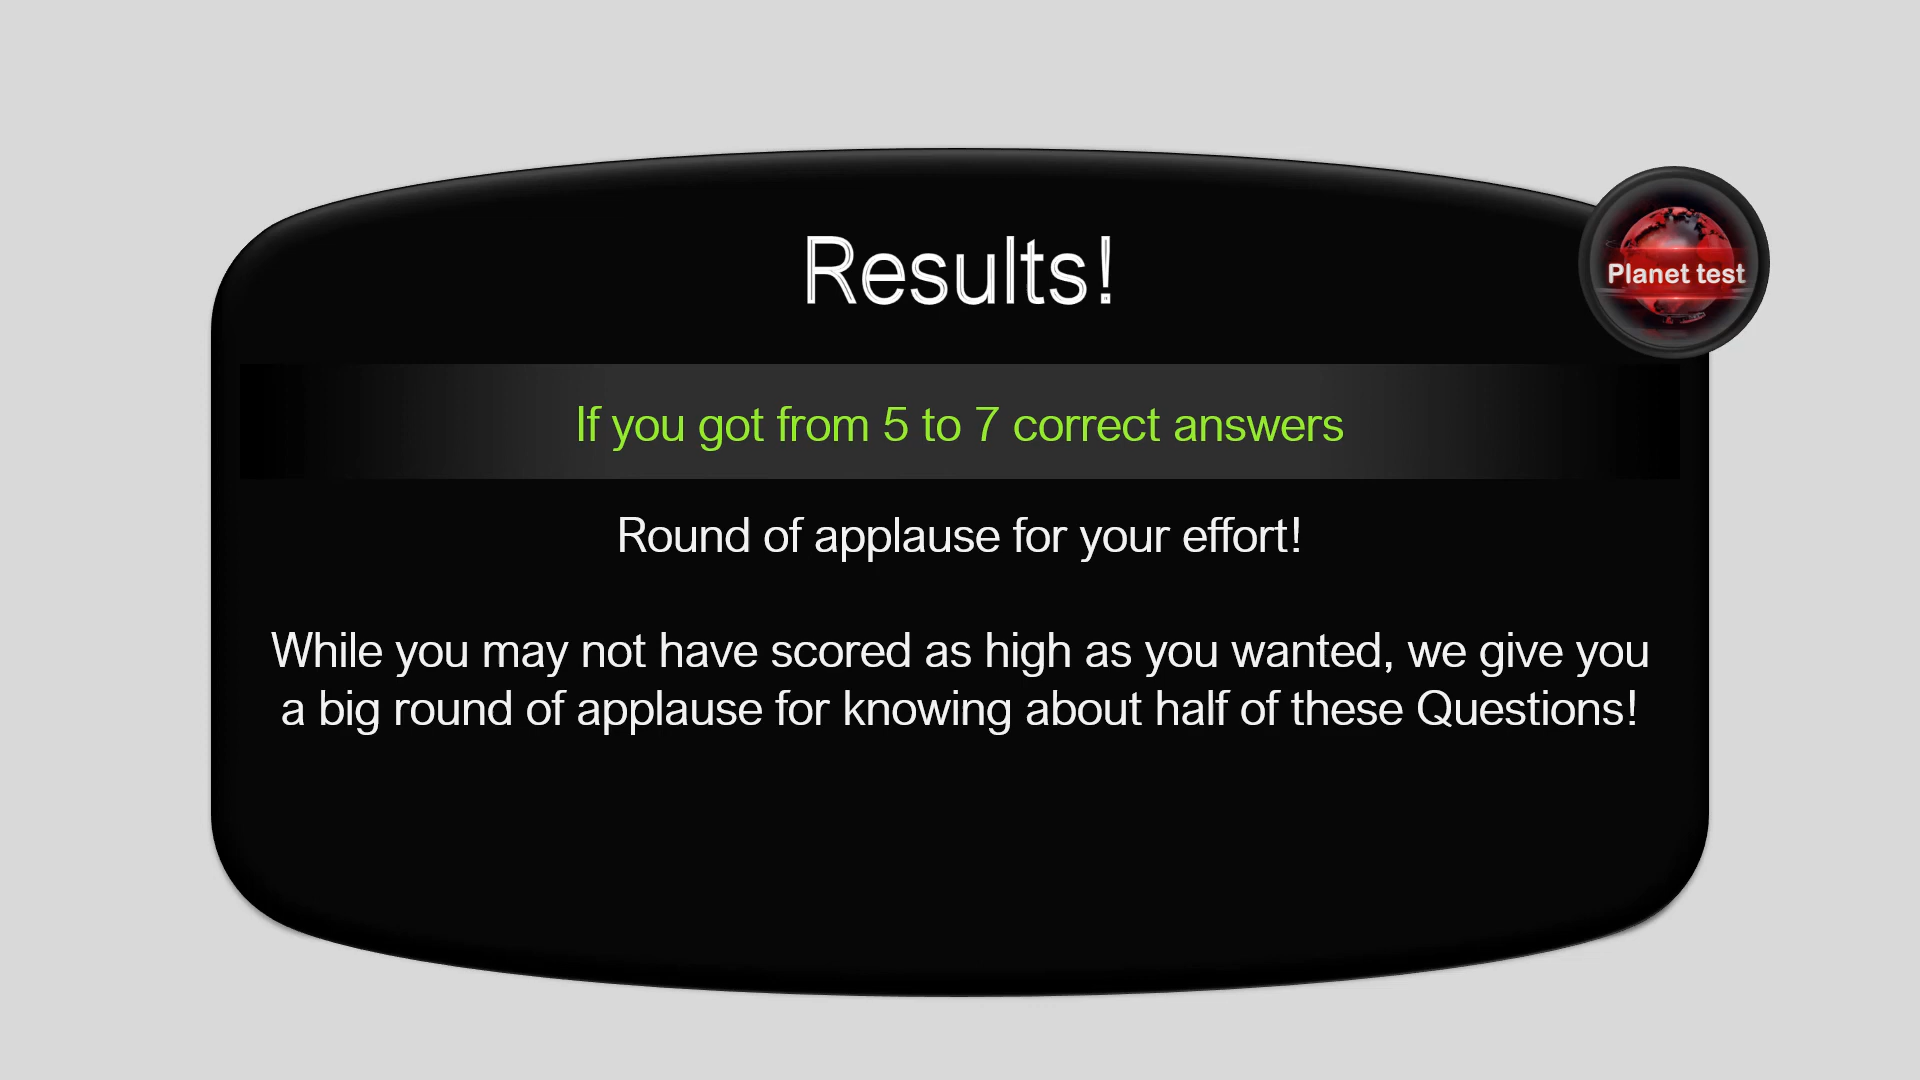 Results!
Planet test
If you got from 5 to 7 correct answers
Round of applause for your effort!
While you may not have scored as high as you wanted, we give you
a big round of applause for knowing about half of these Questions!